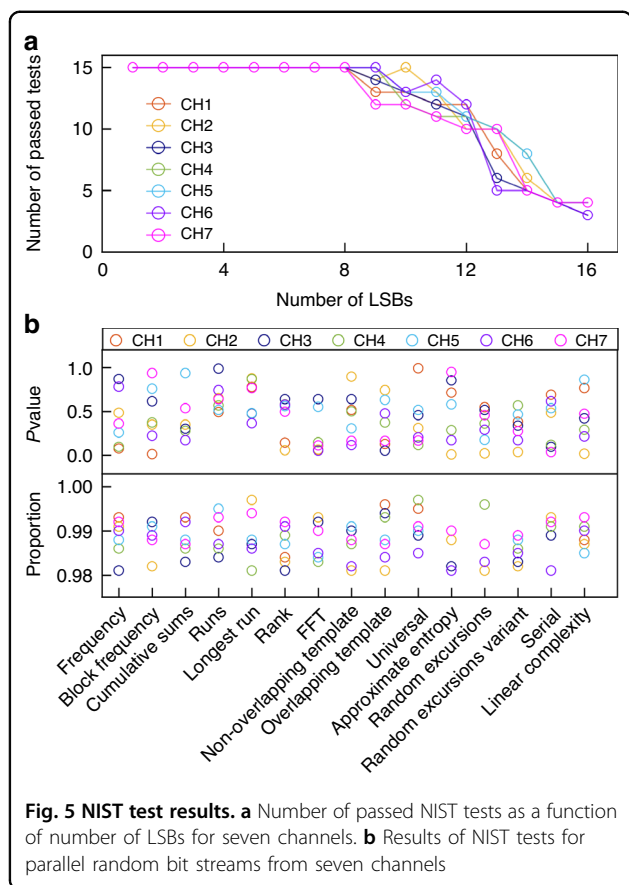 a
Number of passed tests
15
10
5
0
CH1
CH2
CH3
CH4
CH5
CH6
CH7
0 4 8 12 16
Number of LSBs
b
CH1 CH2 CH3 CH4 CH5 CH6 CH7
Pvalue
1.0
0.5
0.0
Proportion
1.00
0.99
0.98
Frequency
Block frequency
Cumulative sums
Runs
Longest run
Rank
FFT
Non-overlapping template
Overlapping template
Universal
Approximate entropy
Random excursions
Random excursions variant
Serial
Linear complexity
Fig. 5 NIST test results. a Number of passed NIST tests as a function
of number of LSBs for seven channels. b Results of NIST tests for
parallel random bit streams from seven channels